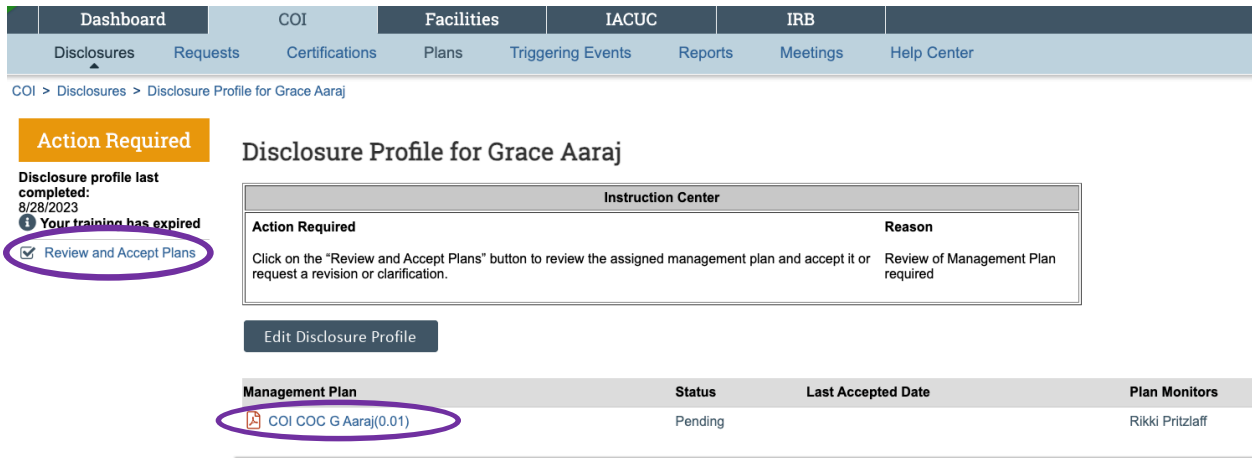 Dashboard COI Facilities IACUC IRB
Disclosures Requests Certifications Plans Triggering Events Reports Meetings Help Center
COI > Disclosures > Disclosure Profile for Grace Aaraj
Action Required
Disclosure profile last
completed:
8/28/2023
Your training has expired
Review and Accept Plans
Disclosure Profile for Grace Aaraj
Instruction Center
Action Required Reason
Click on the “Review and Accept Plans” button to review the assigned management plan and accept it or Review of Management Plan
request a revision or clarification. required
Edit Disclosure Profile
Management Plan Status Last Accepted Date Plan Monitors
COI COC G Aaraj(0.01) Pending Rikki Pritzlaff